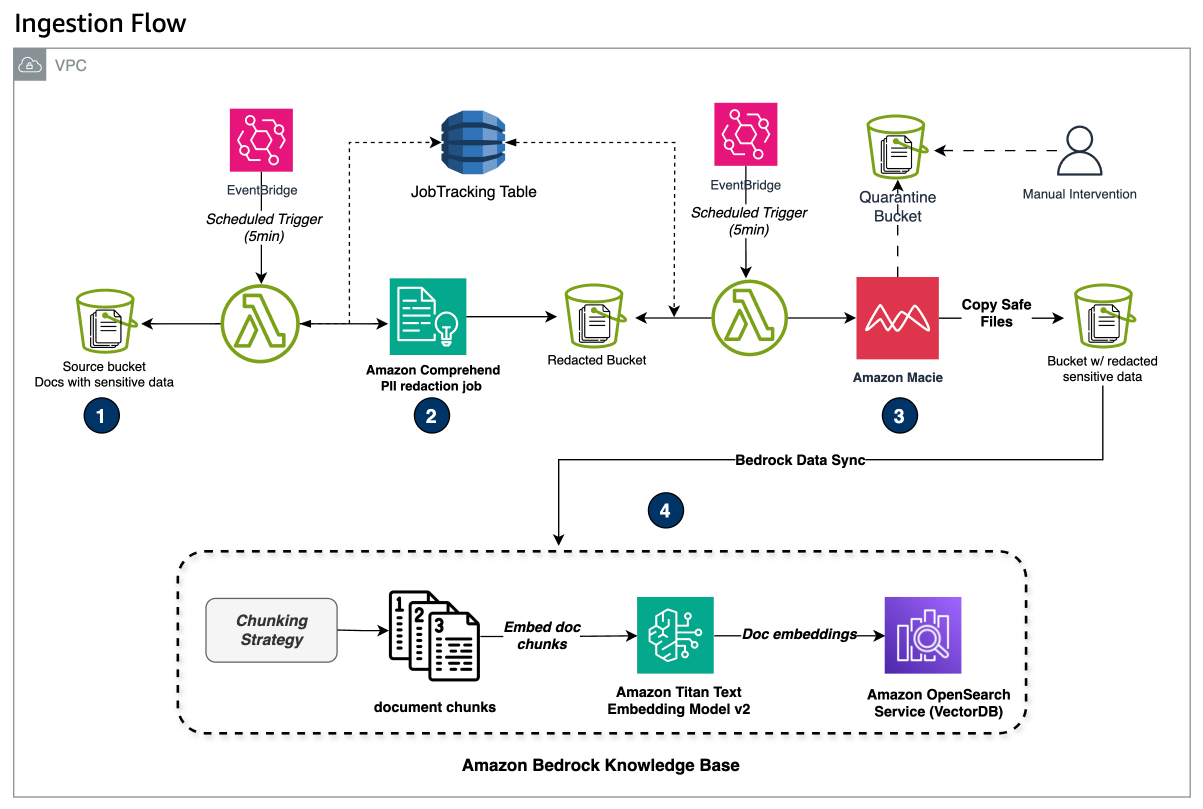 Ingestion Flow
VPC
EventBridge
Scheduled Trigger
(5min)
JobTracking Table
EventBridge
Scheduled Trigger
(5min)
Quarantine
Bucket
Manual Intervention
Source bucket
Docs with sensitive data
1
Amazon Comprehend
PII redaction job
2
Redacted Bucket
Amazon Macie
3
Copy Safe
Files
Bucket w/ redacted
sensitive data
Bedrock Data Sync
4
Chunking
Strategy
1
2
3
document chunks
Embed doc
chunks
Amazon Titan Text
Embedding Model v2
Doc embeddings
Amazon OpenSearch
Service (VectorDB)
Amazon Bedrock Knowledge Base